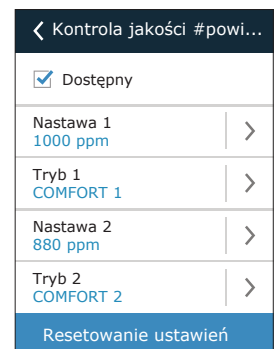 Kontrola jakości #powi...
Dostępny
Nastawa 1
1000 ppm
Tryb 1
COMFORT 1
Nastawa 2
880 ppm
Tryb 2
COMFORT 2
Resetowanie ustawień